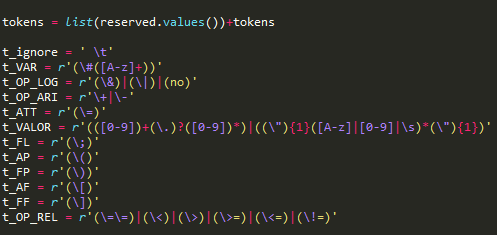 tokens = list(reserved.values())+tokens
t_ignore = ' \t'
t_VAR = r'(\#([A-z]+))'
t_OP_LOG = r'(\&)|(\|)|(no)'
t_OP_ARI = r'\+|\-'
t_ATT = r'(\=)'
t_VALOR = r'(([0-9])+(\.)?([0-9])*)|((\"){1}([A-z]|[0-9]|\s)*(\"){1})'
t_FL = r'(\;)'
t_AP = r'(\()'
t_FP = r'(\))'
t_AF = r'(\[)'
t_FF = r'(\])'
t_OP_REL = r'(\=\=)|(\<)|(\>)|(\>=)|(\<=)|(\!=)'